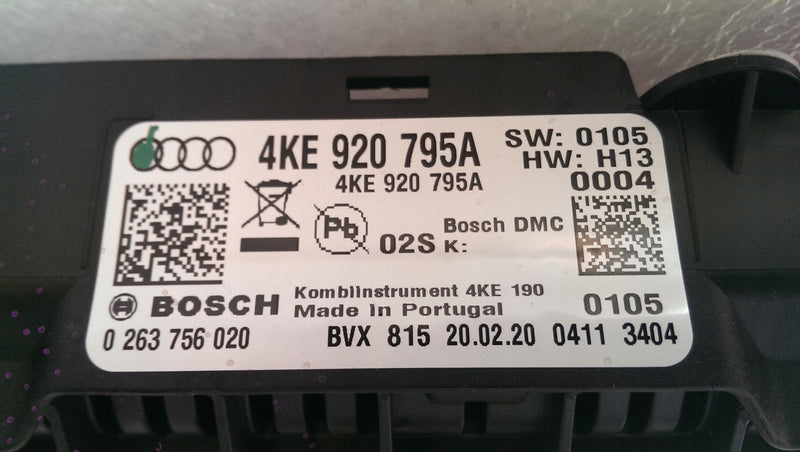 4KE 920 795A
4KE 920 795A
SW: 0105
HW: H13
0004
Pb
02S
Bosch DMC
K:
BOSCH
Kombiinstrument 4KE 190
Made in Portugal
0105
0 263 756 020
BVX 815 20.02.20 0411 3404